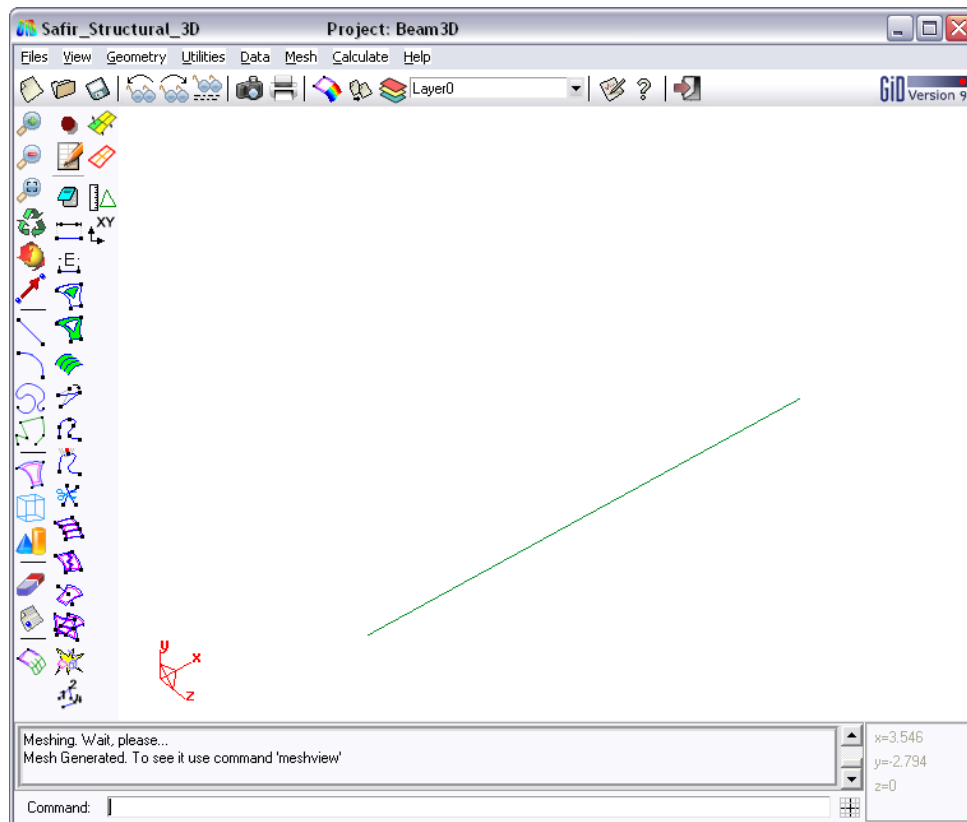 Safir_Structural_3D Project: Beam3D
Files View Geometry Utilities Data Mesh Calculate Help
Layer0
GiD Version 9
XY
E
y
x
z
2
Meshing. Wait, please...
Mesh Generated. To see it use command 'meshview'
x=3.546
y=-2.794
z=0
Command: